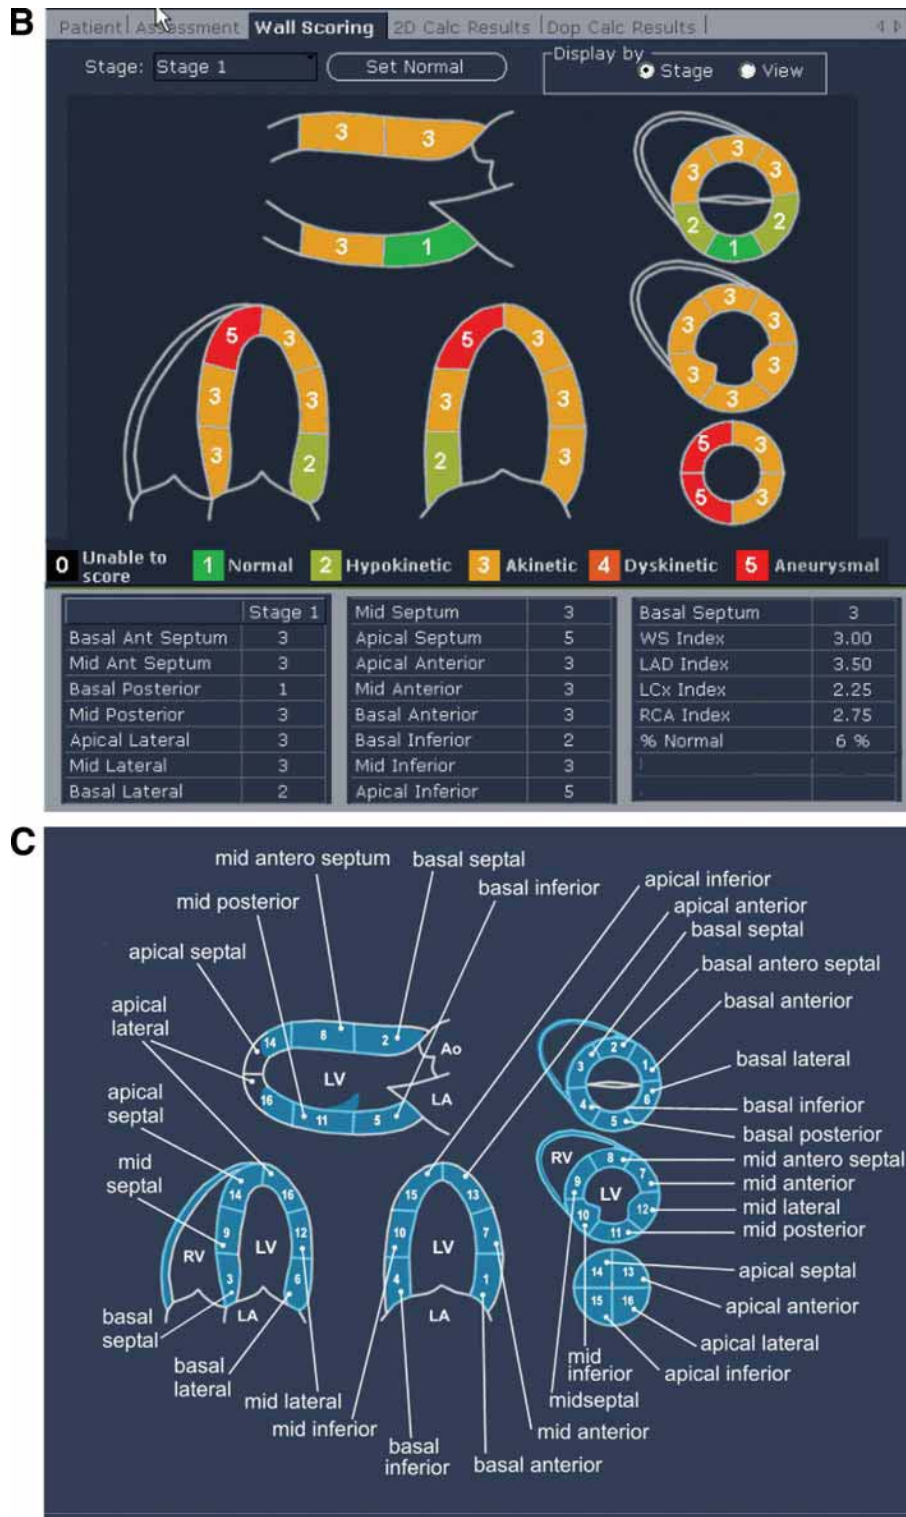 B
Patient Assessment Wall Scoring 2D Calc Results Dop Calc Results
Stage: Stage 1 Set Normal Display by Stage View
3 3
3 1
3 3 3
2 2
1
5 3
3 3
3 2
5 3
3 3
2 3
3 3 3
3 3
3
5 3
5 3
0 Unable to score 1 Normal 2 Hypokinetic 3 Akinetic 4 Dyskinetic 5 Aneurysmal
Stage 1
Basal Ant Septum 3
Mid Ant Septum 3
Basal Posterior 1
Mid Posterior 3
Apical Lateral 3
Mid Lateral 3
Basal Lateral 2
Mid Septum 3
Apical Septum 5
Apical Anterior 3
Mid Anterior 3
Basal Anterior 3
Basal Inferior 2
Mid Inferior 3
Apical Inferior 5
Basal Septum 3
WS Index 3.00
LAD Index 3.50
LCx Index 2.25
RCA Index 2.75
% Normal 6 %
C
mid antero septum
basal septal
basal inferior
mid posterior
apical septal
apical
lateral
apical
septal
mid
septal
14 8 2 Ao
LV
16 11 5 LA
apical inferior
apical anterior
basal septal
basal antero septal
basal anterior
basal lateral
basal inferior
basal posterior
mid antero septal
mid anterior
mid lateral
mid posterior
apical septal
apical anterior
apical lateral
apical inferior
2
3 1
4 6
5
RV 8
9 LV 7
10 12
11
14 13
15 16
14 16
9 LV 12
RV 3 6
LA
15 13
10 LV 7
4 1
LA
basal
septal
basal
lateral
mid lateral
mid inferior
basal
inferior
basal anterior
mid anterior
mid
inferior
midseptal